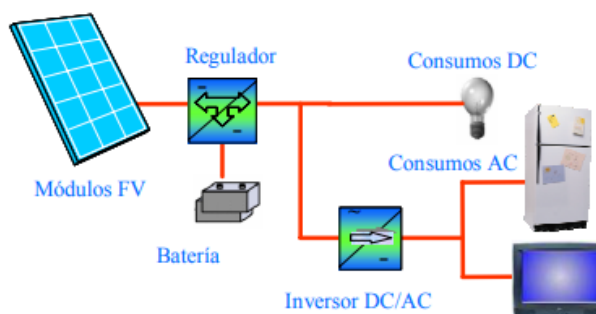 Regulador
Consumos DC
Módulos FV
Consumos AC
Batería
Inversor DC/AC